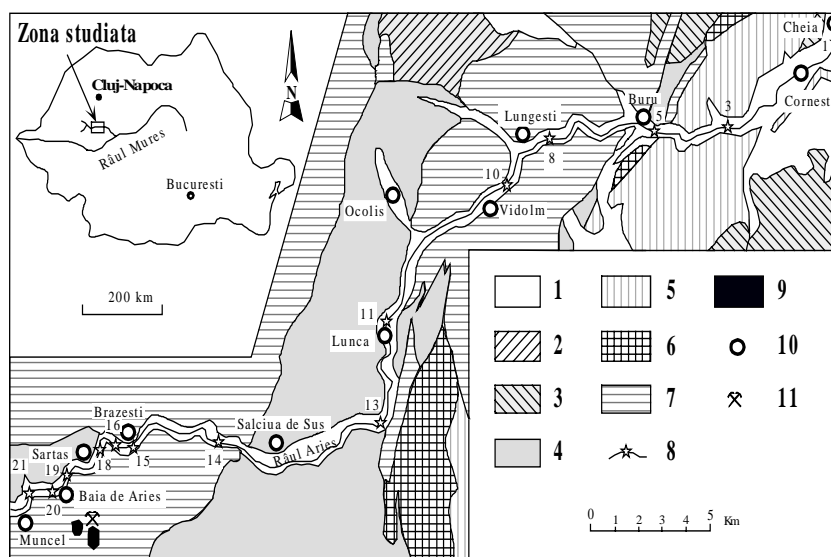 Zona studiata
Cluj-Napoca
N
Râul Mures
Bucuresti
200 km
Cheia
1
Cornest
Buru
5
3
Lungesti
8
10
Ocolis
Vidolm
11
Lunca
13
Brazesti
16
Salciua de Sus
Râul Aries
Sartas
18
15
14
21
19
20
Baia de Aries
Muncel
1
5
9
2
6
10
3
7
11
4
8
0 1 2 3 4 5 Km